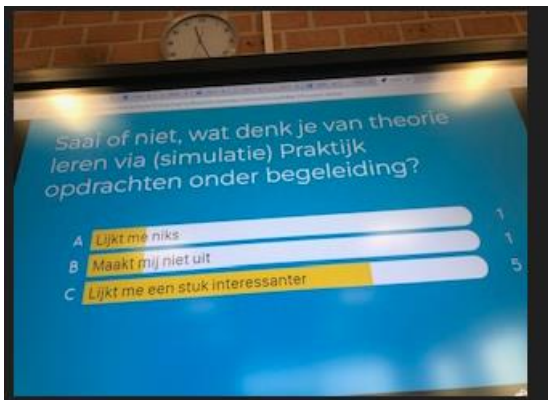 Saai of niet, wat denk je van theorie
leren via (simulatie) Praktijk
opdrachten onder begeleiding?
A Lijkt me niks 1
B Maakt mij niet uit 1
C Lijkt me een stuk interessanter 5